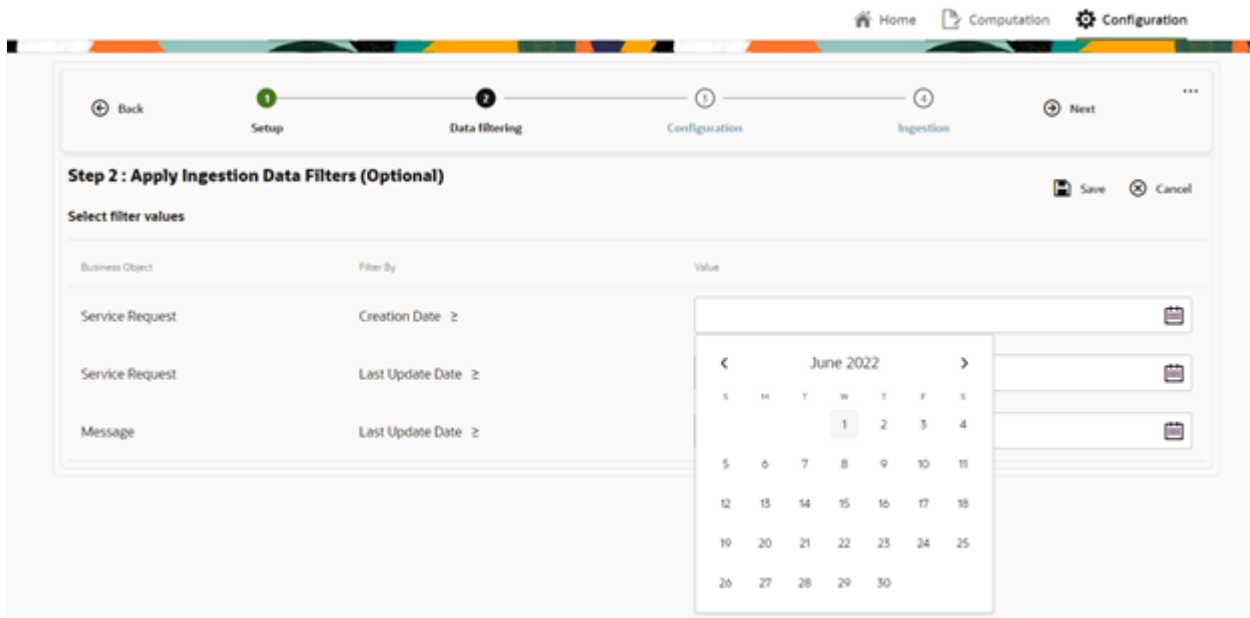 Home Computation Configuration
Back 1 2 3 4 Next ...
Setup Data filtering Configuration Ingestion
Step 2 : Apply Ingestion Data Filters (Optional)
Save Cancel
Select filter values
Business Object Filter By Value
Service Request Creation Date ≥
June 2022
Service Request Last Update Date ≥
S M T W T F S
1 2 3 4
Message Last Update Date ≥
5 6 7 8 9 10 11
12 13 14 15 16 17 18
19 20 21 22 23 24 25
26 27 28 29 30